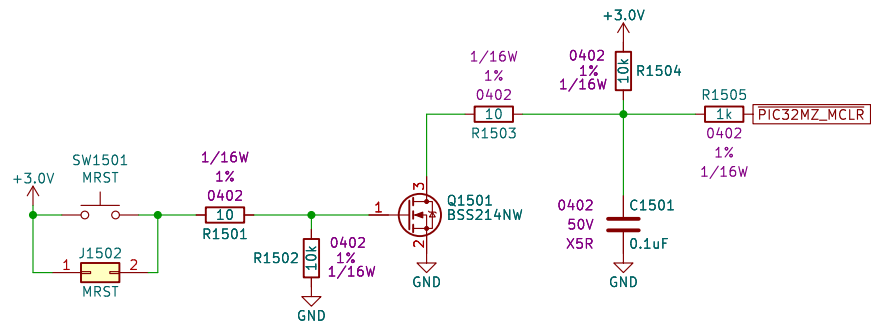 +3.0V
0402
1%
1/16W
10k
R1504
1/16W
1%
0402
10
R1503
R1505
1k
0402
1%
1/16W
PIC32MZ_MCLR
SW1501
MRST
+3.0V
1/16W
1%
0402
10
R1501
J1502
1
2
MRST
R1502
10k
0402
1%
1/16W
GND
1
3
2
Q1501
BSS214NW
GND
0402
50V
X5R
C1501
0.1uF
GND